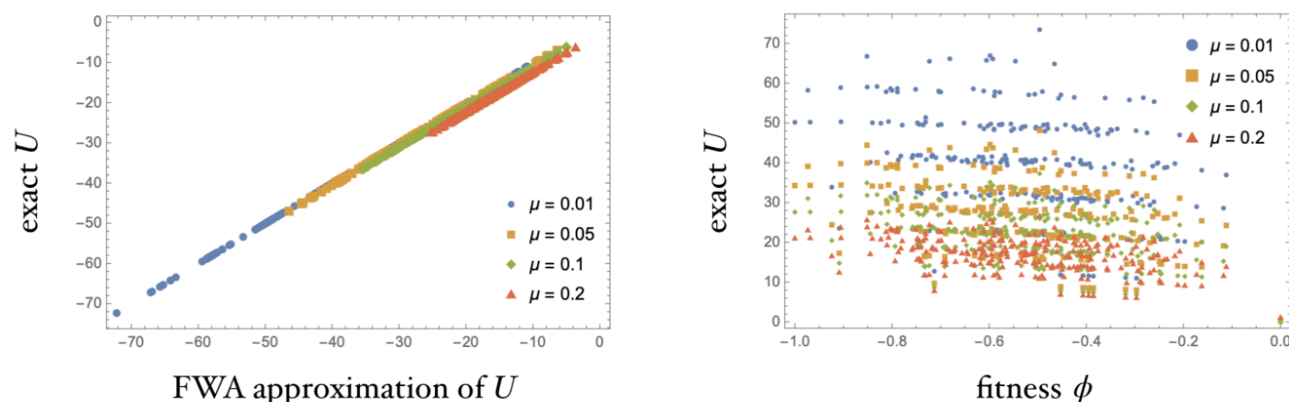 exact U
0
−10
−20
−30
−40
−50
−60
−70
μ = 0.01
μ = 0.05
μ = 0.1
μ = 0.2
−70 −60 −50 −40 −30 −20 −10 0
FWA approximation of U
exact U
70
60
50
40
30
20
10
0
μ = 0.01
μ = 0.05
μ = 0.1
μ = 0.2
−1.0 −0.8 −0.6 −0.4 −0.2 0.0
fitness ϕ